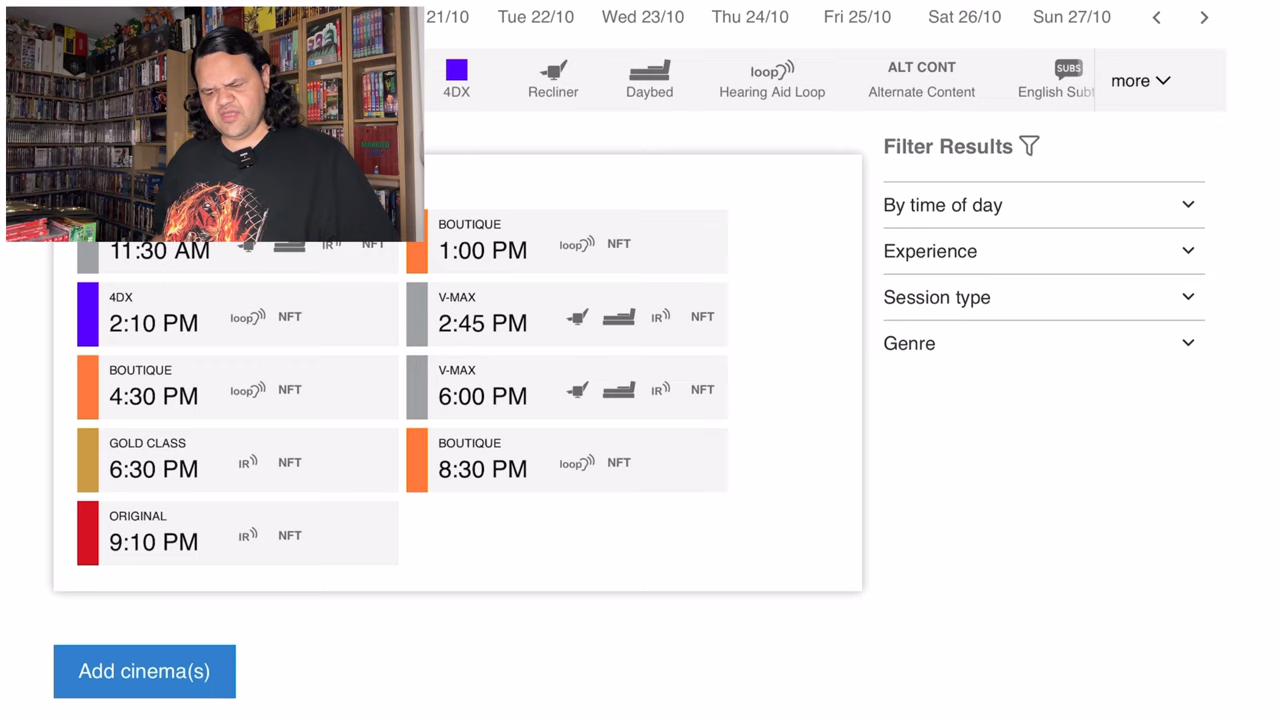 21/10 Tue 22/10 Wed 23/10 Thu 24/10 Fri 25/10 Sat 26/10 Sun 27/10
4DX
Recliner
Daybed
loop
Hearing Aid Loop
ALT CONT
Alternate Content
SUBS
English Subt
more
Filter Results
By time of day
Experience
Session type
Genre
11:30 AM IR NFT
BOUTIQUE
1:00 PM loop NFT
4DX
2:10 PM loop NFT
V-MAX
2:45 PM IR NFT
BOUTIQUE
4:30 PM loop NFT
V-MAX
6:00 PM IR NFT
GOLD CLASS
6:30 PM IR NFT
BOUTIQUE
8:30 PM loop NFT
ORIGINAL
9:10 PM IR NFT
Add cinema(s)